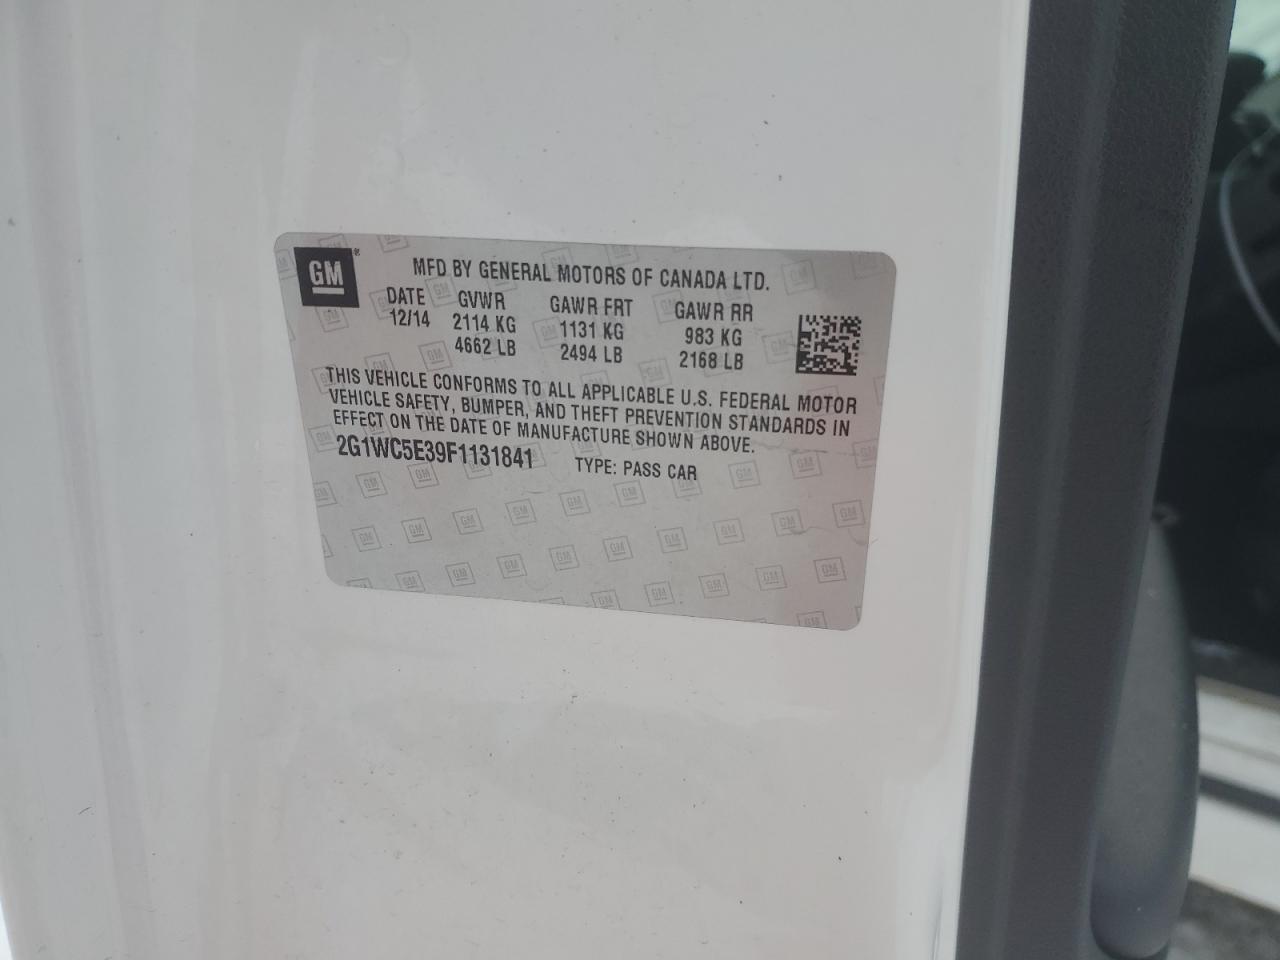 GM ®
MFD BY GENERAL MOTORS OF CANADA LTD.
DATE GVWR GAWR FRT GAWR RR
12/14 2114 KG 1131 KG 983 KG
4662 LB 2494 LB 2168 LB
THIS VEHICLE CONFORMS TO ALL APPLICABLE U.S. FEDERAL MOTOR
VEHICLE SAFETY, BUMPER, AND THEFT PREVENTION STANDARDS IN
EFFECT ON THE DATE OF MANUFACTURE SHOWN ABOVE.
2G1WC5E39F1131841 TYPE: PASS CAR